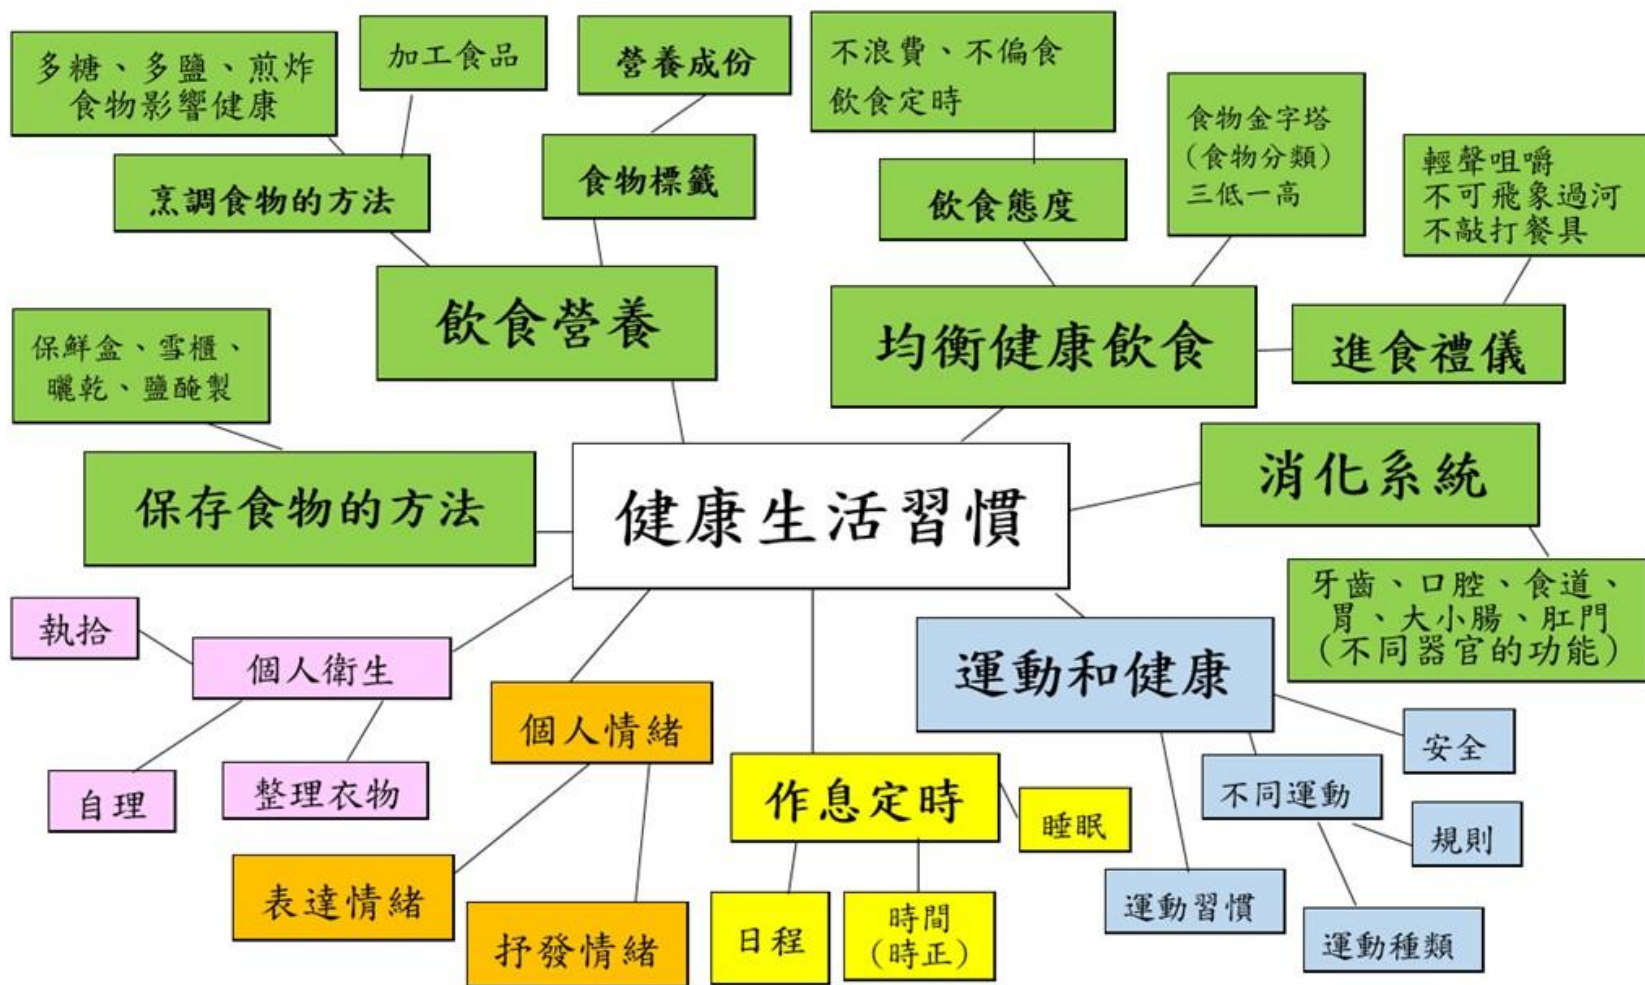 多糖、多鹽、煎炸
食物影響健康
加工食品
營養成份
不浪費、不偏食
飲食定時
食物金字塔
(食物分類)
三低一高
輕聲咀嚼
不可飛象過河
不敲打餐具
烹調食物的方法
食物標籤
飲食態度
飲食營養
均衡健康飲食
進食禮儀
保鮮盒、雪櫃、
曬乾、鹽醃製
保存食物的方法
健康生活習慣
消化系統
牙齒、口腔、食道、
胃、大小腸、肛門
(不同器官的功能)
執拾
個人衛生
自理
整理衣物
個人情緒
表達情緒
抒發情緒
作息定時
睡眠
日程
時間
(時正)
運動和健康
安全
不同運動
規則
運動習慣
運動種類